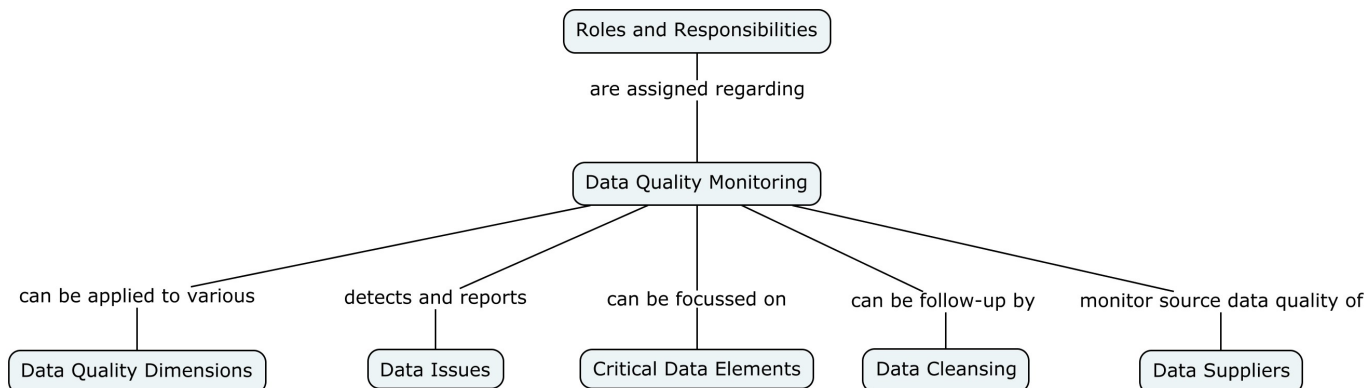 Roles and Responsibilities
are assigned regarding
Data Quality Monitoring
can be applied to various
detects and reports
can be focussed on
can be follow-up by
monitor source data quality of
Data Quality Dimensions
Data Issues
Critical Data Elements
Data Cleansing
Data Suppliers